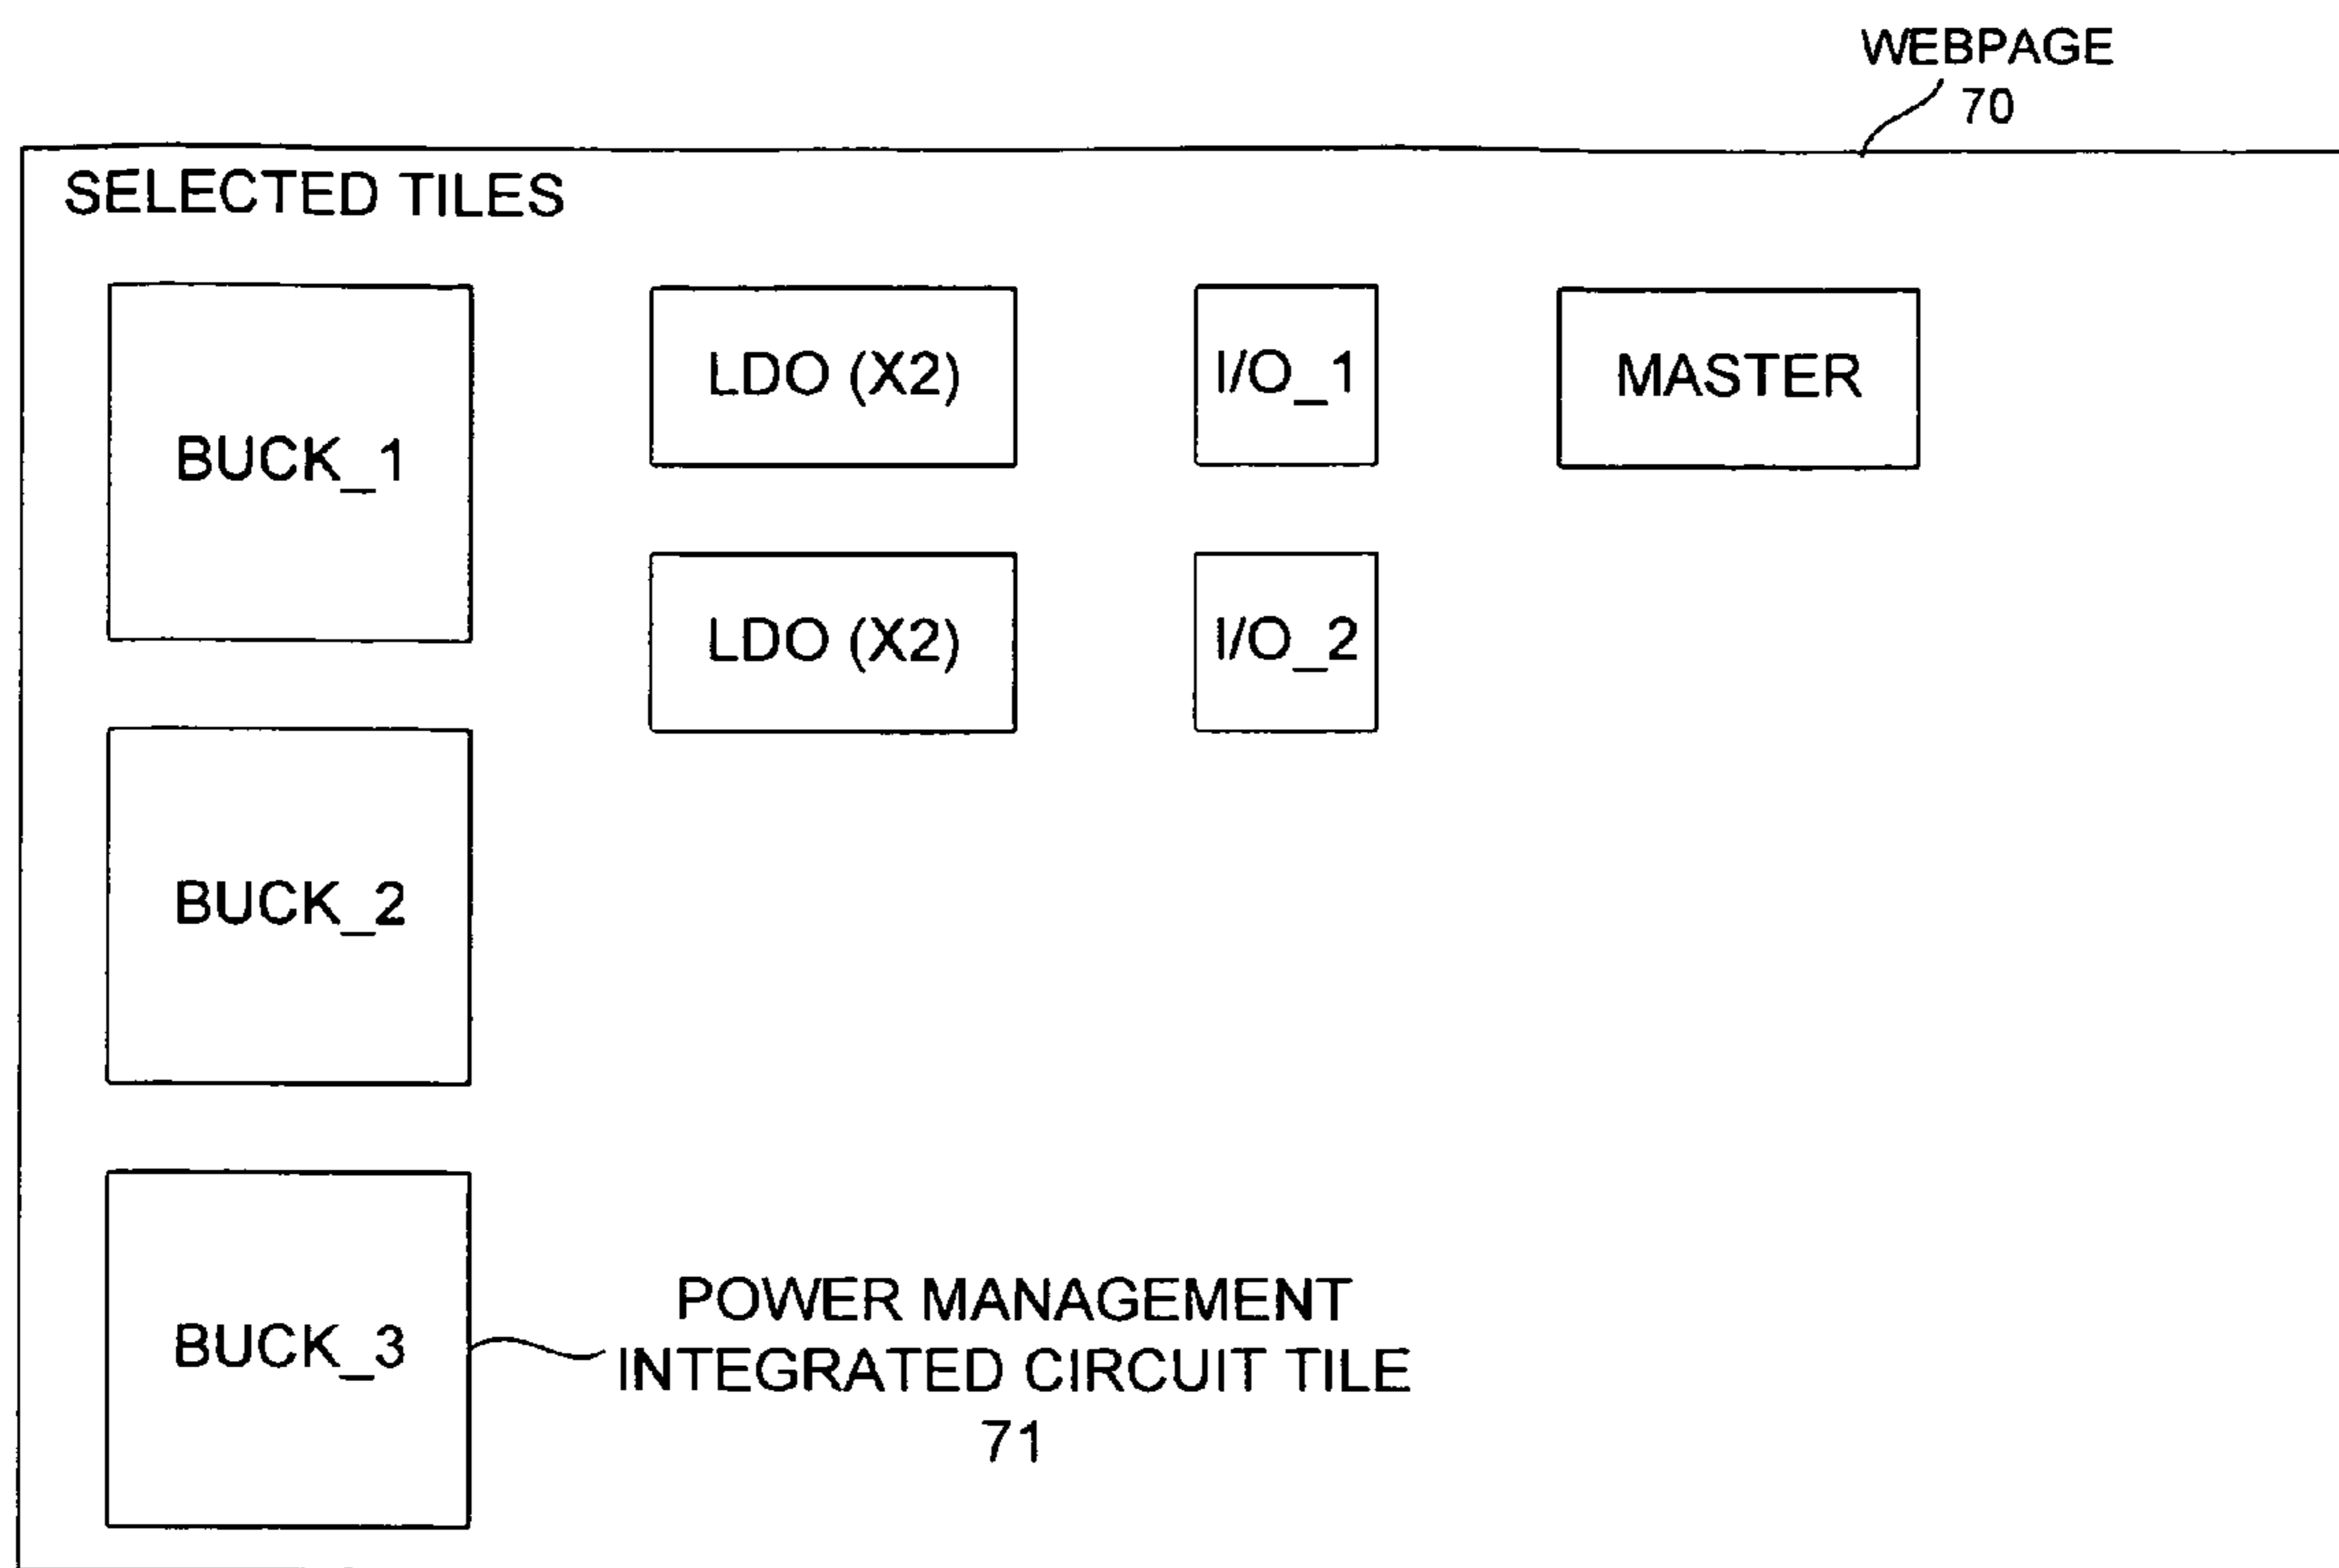 WEBPAGE
70
SELECTED TILES
BUCK_1
LDO (X2)
I/O_1
MASTER
LDO (X2)
I/O_2
BUCK_2
BUCK_3
POWER MANAGEMENT
INTEGRATED CIRCUIT TILE
71